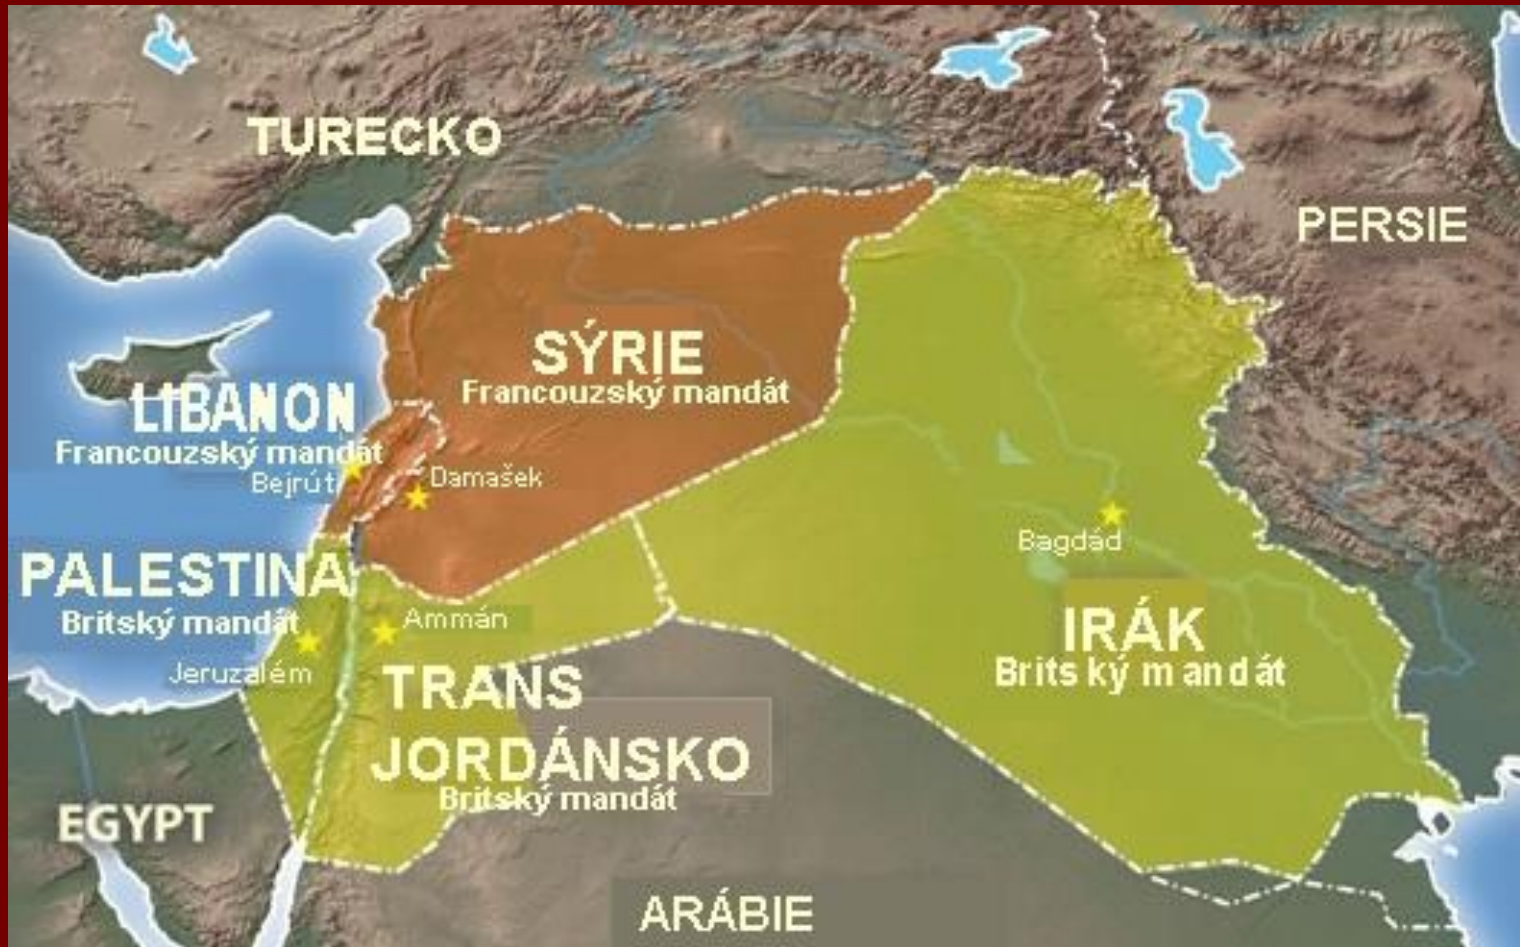 TURECKO
PERSIE
SÝRIE
Francouzský mandát
LIBANON
Francouzský mandát
Bejrút
Damašek
Bagdád
PALESTINA
Britský mandát
Jeruzalém
Ammán
IRÁK
Britský mandát
TRANS
JORDÁNSKO
Britský mandát
EGYPT
ARÁBIE